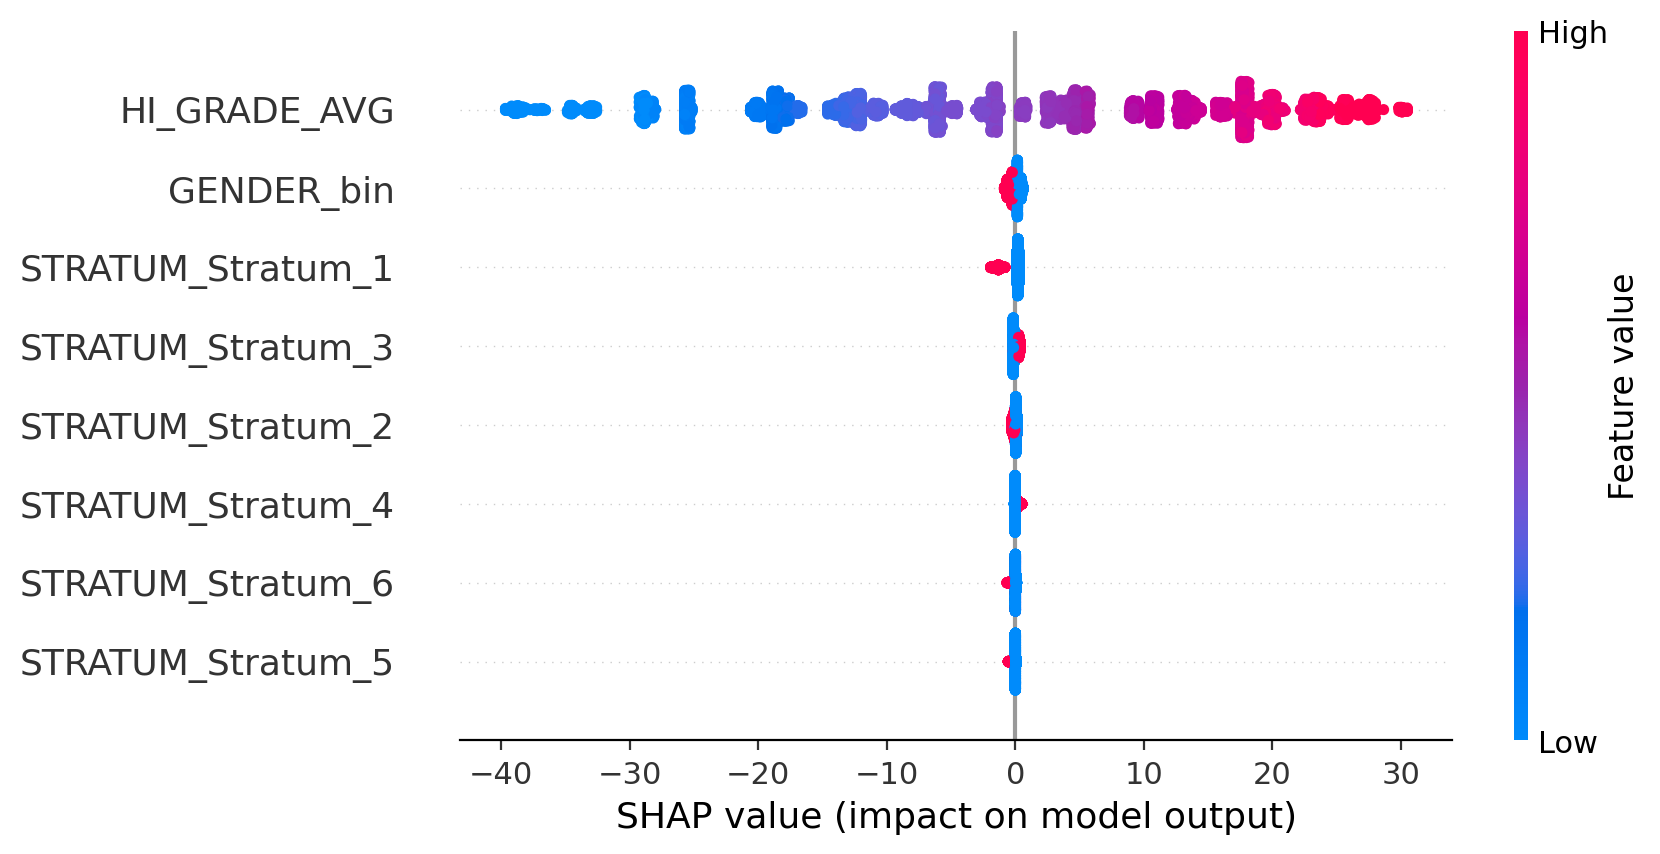 High
HI_GRADE_AVG
GENDER_bin
STRATUM_Stratum_1
STRATUM_Stratum_3
STRATUM_Stratum_2
STRATUM_Stratum_4
STRATUM_Stratum_6
STRATUM_Stratum_5
Feature value
Low
−40 −30 −20 −10 0 10 20 30
SHAP value (impact on model output)